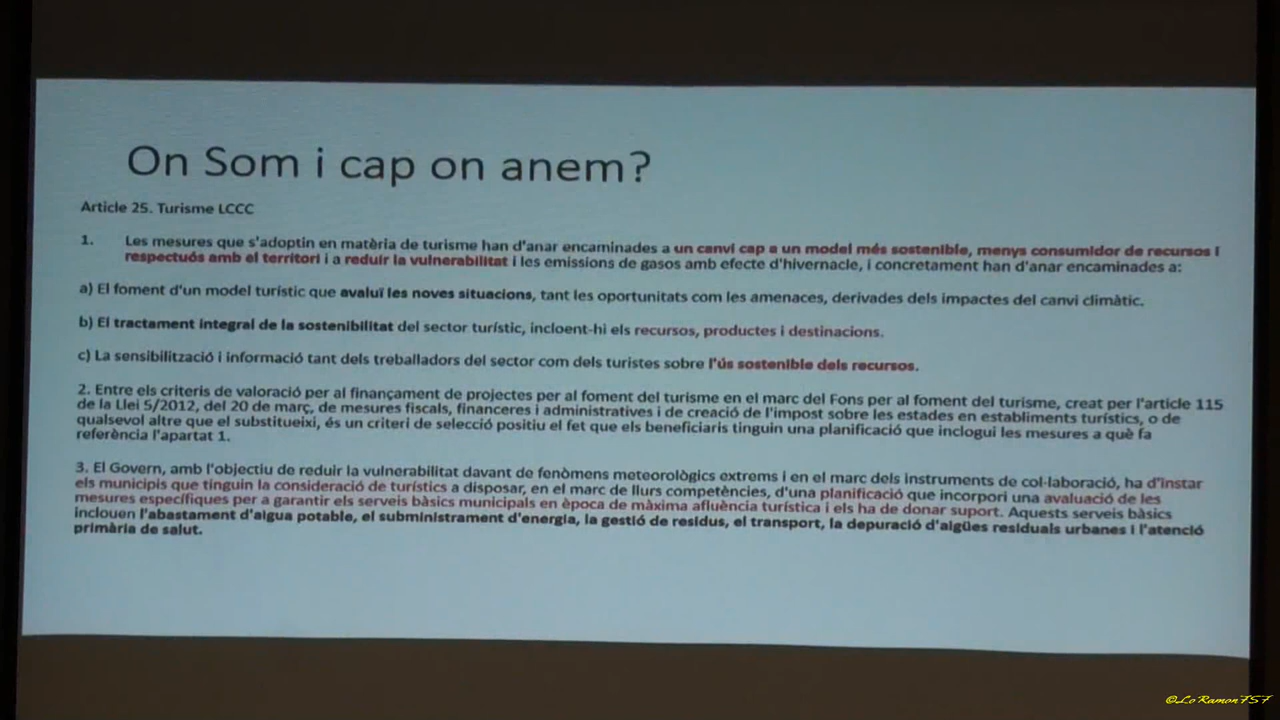 On Som i cap on anem?
Article 25. Turisme LCCC
1. Les mesures que s'adoptin en matèria de turisme han d'anar encaminades a un canvi cap a un model més sostenible, menys consumidor de recursos i
respectuós amb el territori i a reduir la vulnerabilitat i les emissions de gasos amb efecte d'hivernacle, i concretament han d'anar encaminades a:
a) El foment d'un model turístic que avaluï les noves situacions, tant les oportunitats com les amenaces, derivades dels impactes del canvi climàtic.
b) El tractament integral de la sostenibilitat del sector turístic, incloent-hi els recursos, productes i destinacions.
c) La sensibilització i informació tant dels treballadors del sector com dels turistes sobre l'ús sostenible dels recursos.
2. Entre els criteris de valoració per al finançament de projectes per al foment del turisme en el marc del Fons per al foment del turisme, creat per l'article 115
de la Llei 5/2012, del 20 de març, de mesures fiscals, financeres i administratives i de creació de l'impost sobre les estades en establiments turístics, o de
qualsevol altre que el substitueixi, és un criteri de selecció positiu el fet que els beneficiaris tinguin una planificació que inclogui les mesures a què fa
referència l'apartat 1.
3. El Govern, amb l'objectiu de reduir la vulnerabilitat davant de fenòmens meteorològics extrems i en el marc dels instruments de col·laboració, ha d'instar
els municipis que tinguin la consideració de turístics a disposar, en el marc de llurs competències, d'una planificació que incorpori una avaluació de les
mesures específiques per a garantir els serveis bàsics municipals en època de màxima afluència turística i els ha de donar suport. Aquests serveis bàsics
inclouen l'abastament d'aigua potable, el subministrament d'energia, la gestió de residus, el transport, la depuració d'aigües residuals urbanes i l'atenció
primària de salut.
©LoRamon757